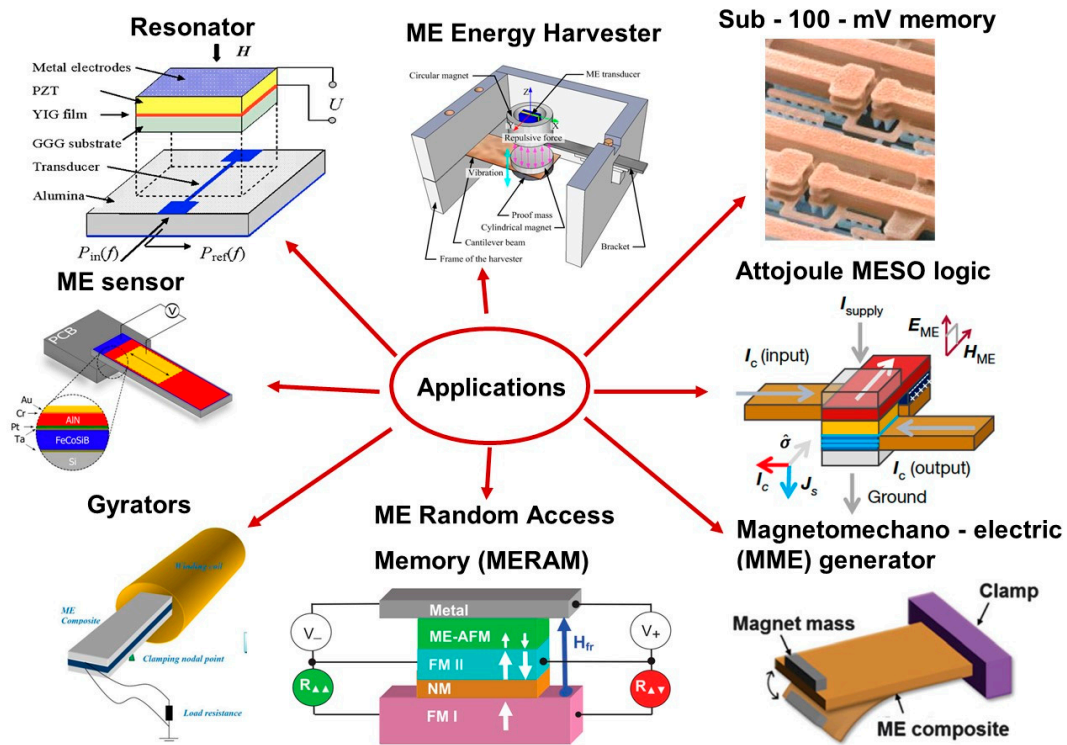 Resonator
H
Metal electrodes
PZT
YIG film
GGG substrate
Transducer
Alumina
U
P_in(f)
P_ref(f)
ME Energy Harvester
Circular magnet
ME transducer
Z
Y
X
Repulsive force
Vibration
Proof mass
Cylindrical magnet
Cantilever beam
Frame of the harvester
Bracket
Sub - 100 - mV memory
ME sensor
PCB
V
Au
Cr
Pt
Ta
AlN
FeCoSiB
Si
Applications
Attojoule MESO logic
I_supply
E_ME
H_ME
I_c (input)
σ̂
I_c
J_s
I_c (output)
Ground
Gyrators
Winding coil
ME
Composite
Clamping nodal point
Load resistance
ME Random Access
Memory (MERAM)
Metal
V_
ME-AFM
V+
H_fr
FM II
R▲▲
NM
R▲▼
FM I
Magnetomechano - electric
(MME) generator
Clamp
Magnet mass
ME composite